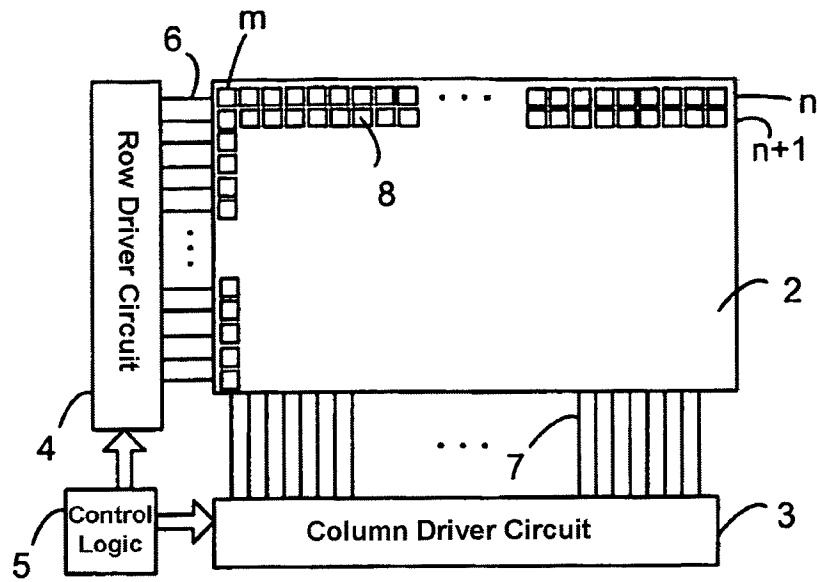 6
m
n
n+1
8
Row Driver Circuit
2
. . .
4
7
Control
Logic
5
Column Driver Circuit
3